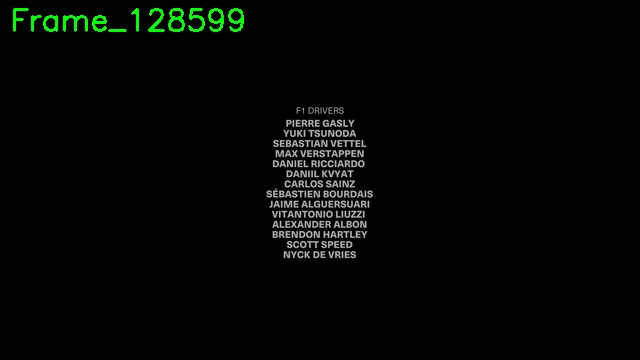 Frame_128599
F1 DRIVERS
PIERRE GASLY
YUKI TSUNODA
SEBASTIAN VETTEL
MAX VERSTAPPEN
DANIEL RICCIARDO
DANIIL KVYAT
CARLOS SAINZ
SÉBASTIEN BOURDAIS
JAIME ALGUERSUARI
VITANTONIO LIUZZI
ALEXANDER ALBON
BRENDON HARTLEY
SCOTT SPEED
NYCK DE VRIES